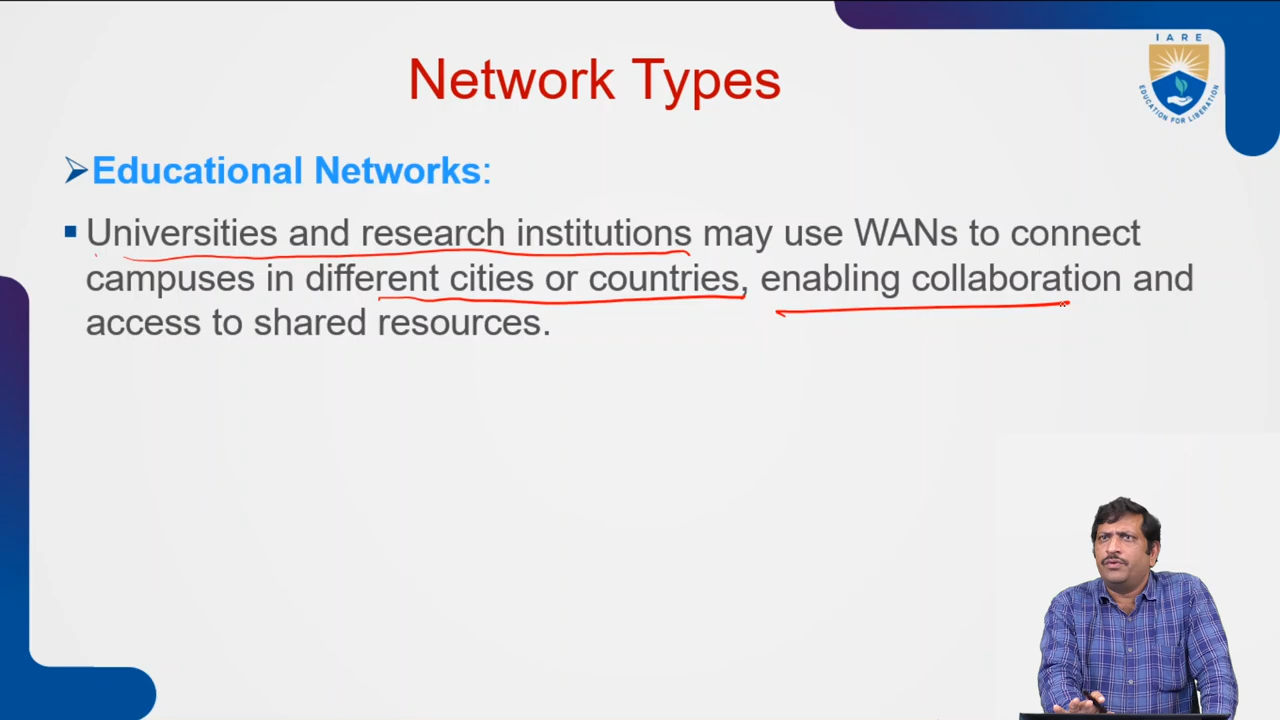 IARE
EDUCATION FOR LIBERATION
Network Types
Educational Networks:
Universities and research institutions may use WANs to connect
campuses in different cities or countries, enabling collaboration and
access to shared resources.